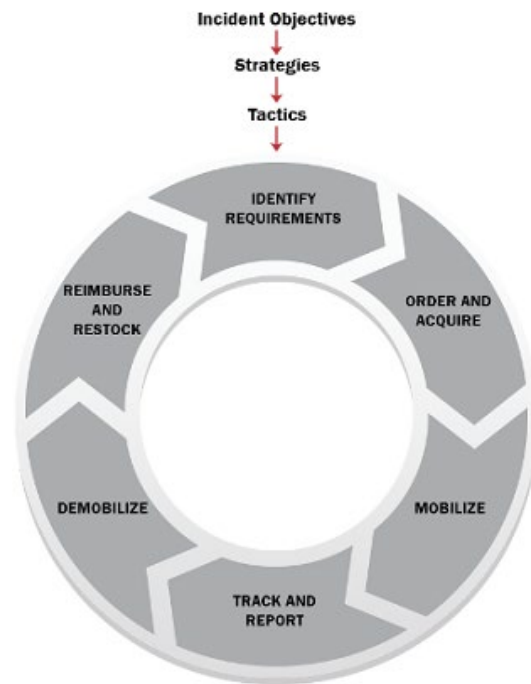 Incident Objectives
Strategies
Tactics
IDENTIFY
REQUIREMENTS
ORDER AND
ACQUIRE
MOBILIZE
TRACK AND
REPORT
DEMOBILIZE
REIMBURSE
AND
RESTOCK